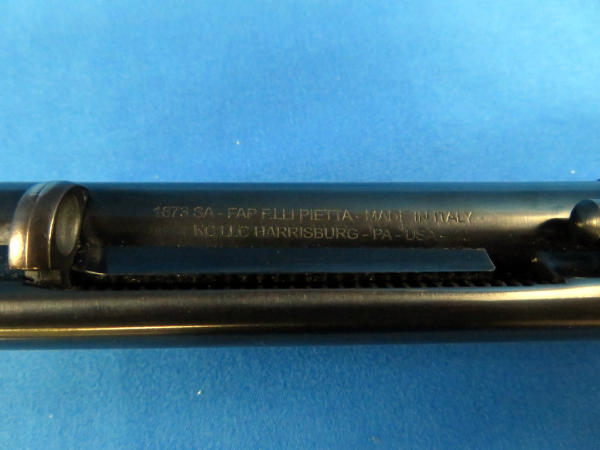 1873 SA - FAP F.LLI PIETTA - MADE IN ITALY
KC LLC HARRISBURG - PA - USA